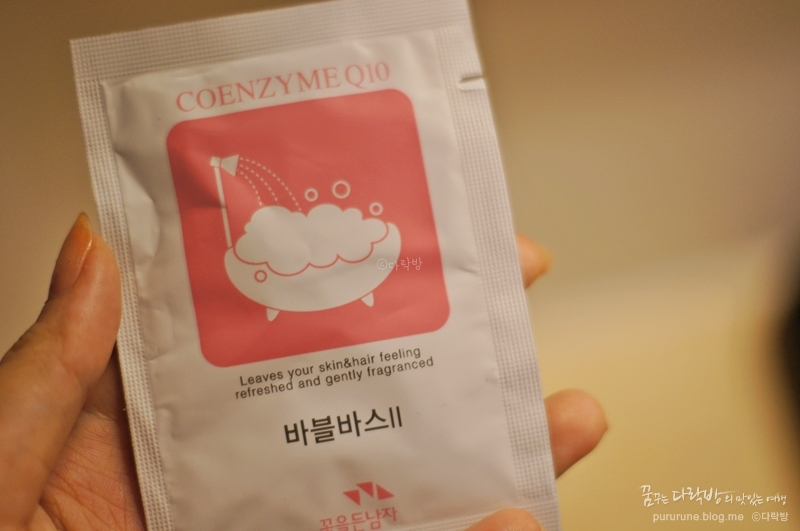 COENZYME Q10
ⓒ다락방
Leaves your skin&hair feeling
refreshed and gently fragranced
바블바스II
꽃을든남자
꿈꾸는 다락방의 맛있는 여행
pururune.blog.me ⓒ다락방